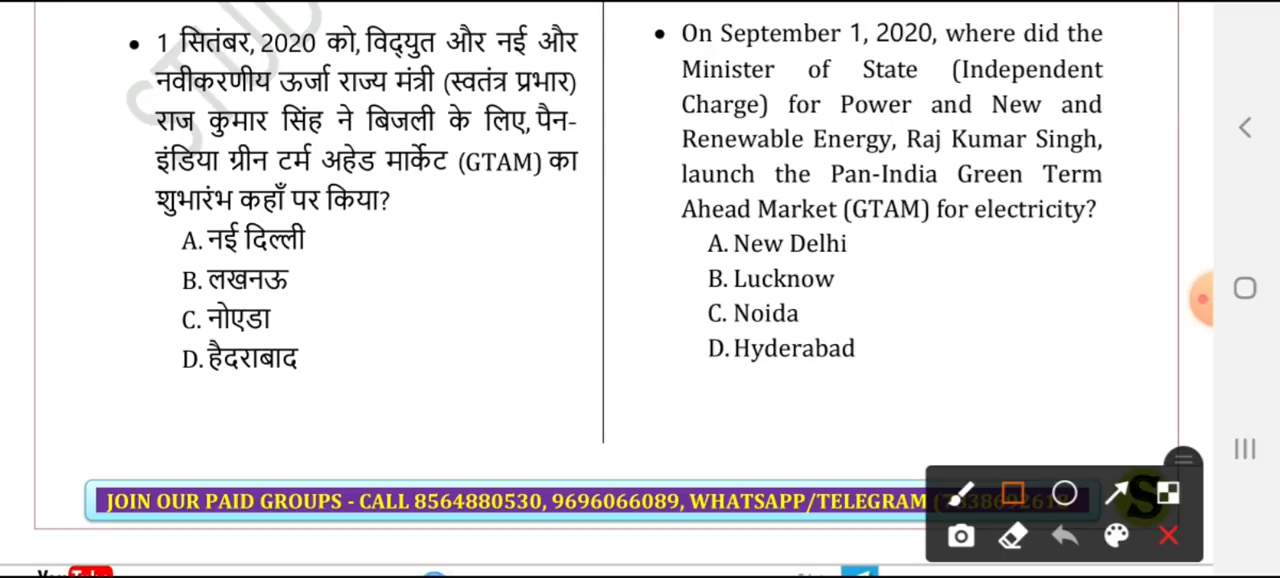 • 1 सितंबर, 2020 को, विद्युत और नई और
नवीकरणीय ऊर्जा राज्य मंत्री (स्वतंत्र प्रभार)
राज कुमार सिंह ने बिजली के लिए, पैन-
इंडिया ग्रीन टर्म अहेड मार्केट (GTAM) का
शुभारंभ कहाँ पर किया?
A. नई दिल्ली
B. लखनऊ
C. नोएडा
D. हैदराबाद
• On September 1, 2020, where did the
Minister of State (Independent
Charge) for Power and New and
Renewable Energy, Raj Kumar Singh,
launch the Pan-India Green Term
Ahead Market (GTAM) for electricity?
A. New Delhi
B. Lucknow
C. Noida
D. Hyderabad
JOIN OUR PAID GROUPS - CALL 8564880530, 9696066089, WHATSAPP/TELEGRAM